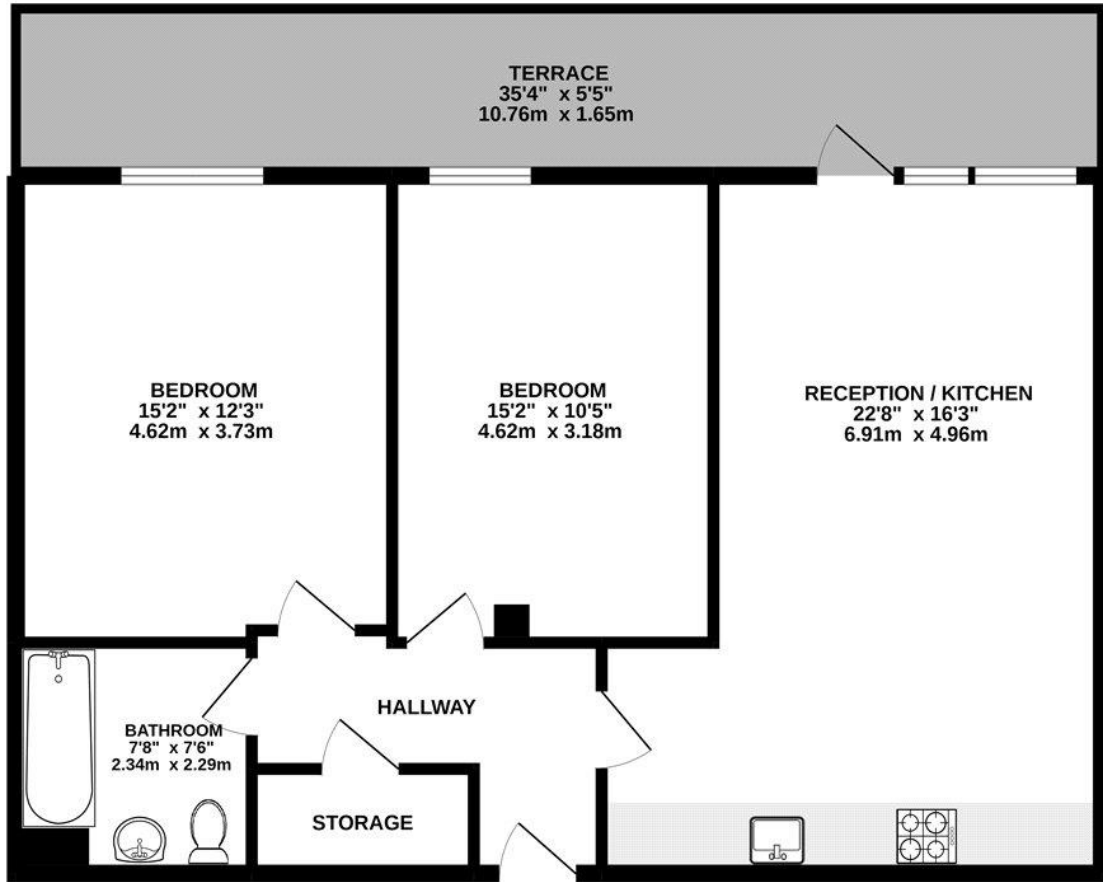 TERRACE
35'4" x 5'5"
10.76m x 1.65m
BEDROOM
15'2" x 12'3"
4.62m x 3.73m
BEDROOM
15'2" x 10'5"
4.62m x 3.18m
RECEPTION / KITCHEN
22'8" x 16'3"
6.91m x 4.96m
HALLWAY
BATHROOM
7'8" x 7'6"
2.34m x 2.29m
STORAGE